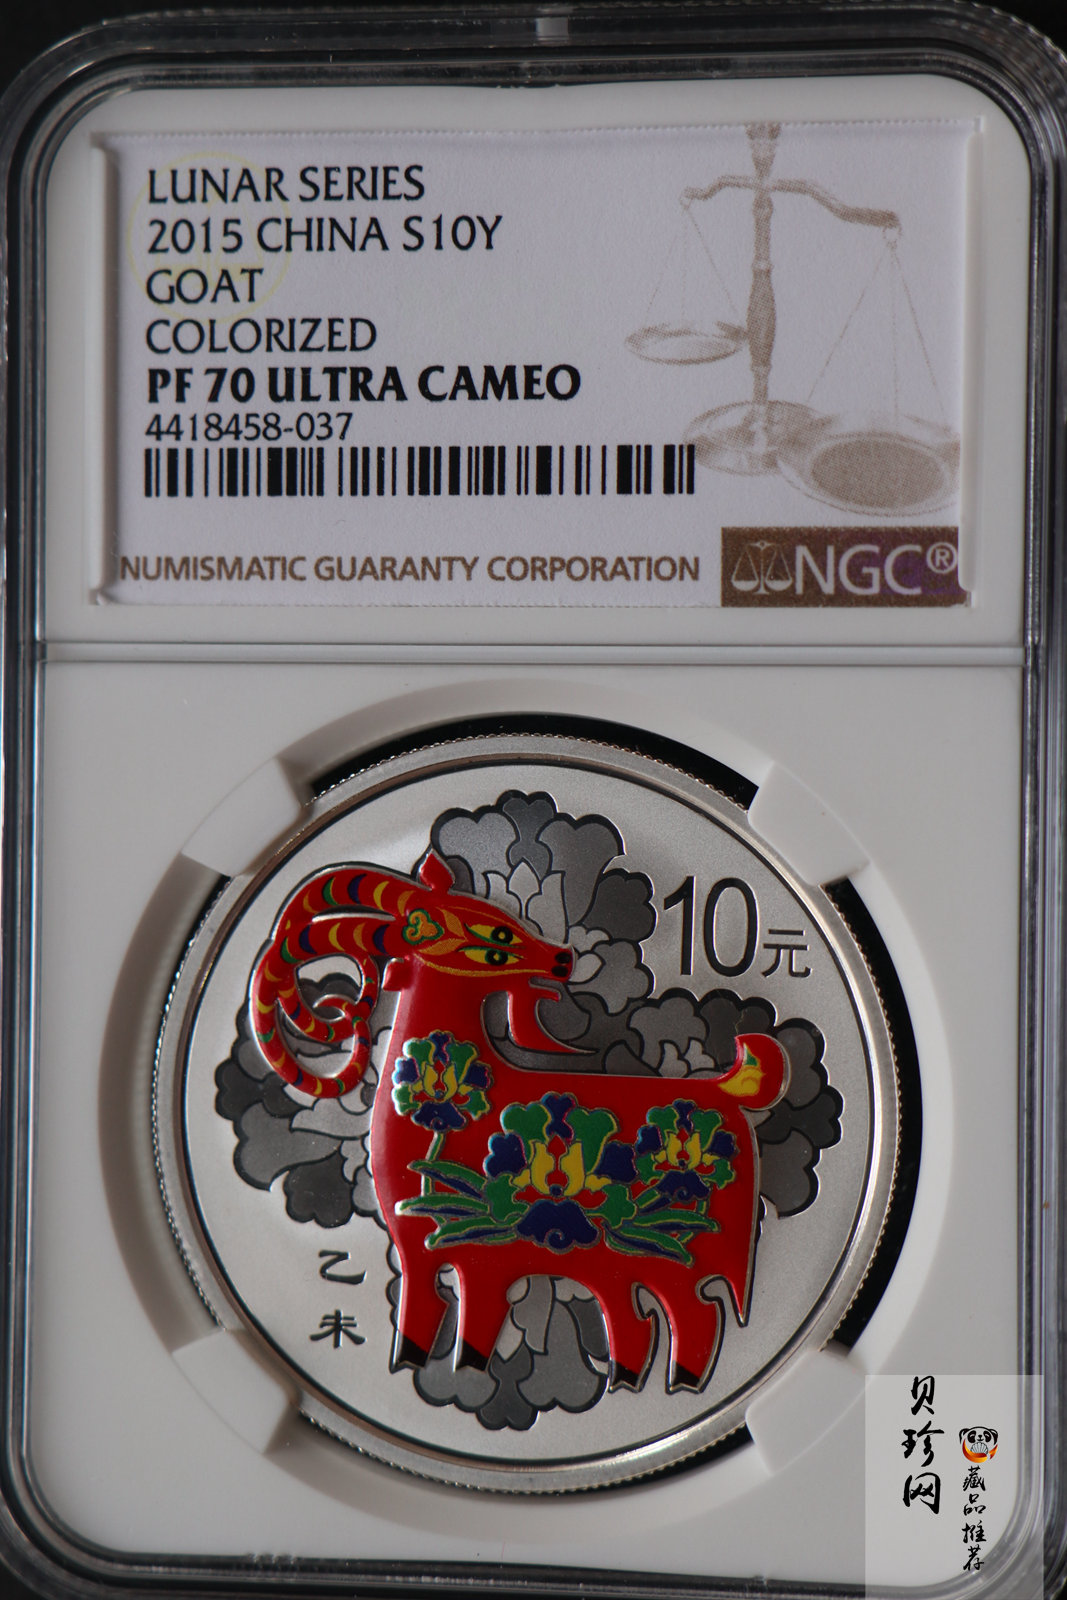 LUNAR SERIES
2015 CHINA S10Y
GOAT
COLORIZED
PF 70 ULTRA CAMEO
4418458-037
NUMISMATIC GUARANTY CORPORATION
NGC®
10元
乙未
贝珍网
藏品推荐